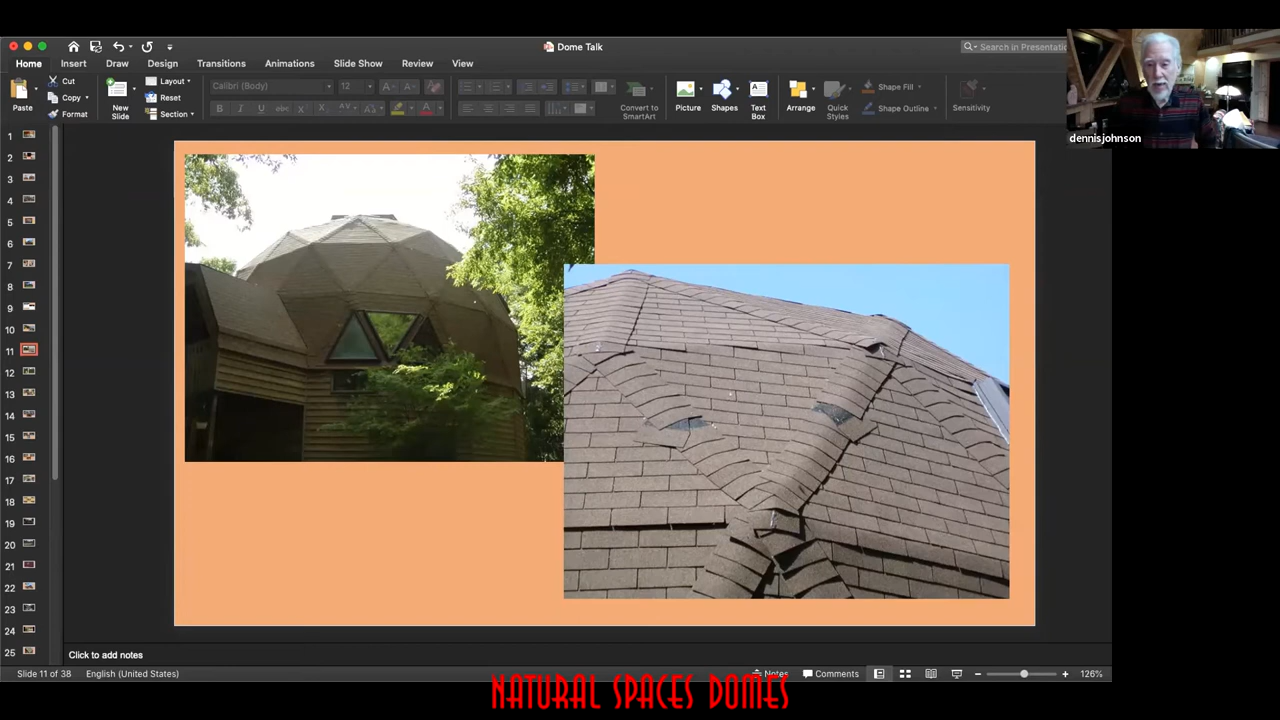 Dome Talk
Search in Presentation
Home Insert Draw Design Transitions Animations Slide Show Review View
Paste
Cut
Copy
Format
New
Slide
Layout
Reset
Section
Calibri (Body) 12
Convert to
SmartArt
Picture
Shapes
Text
Box
Arrange
Quick
Styles
Shape Fill
Shape Outline
Sensitivity
dennisjohnson
1
2
3
4
5
6
7
8
9
10
11
12
13
14
15
16
17
18
19
20
21
22
23
24
25
Click to add notes
Slide 11 of 38 English (United States) Notes Comments 126%
NATURAL SPACES DOMES